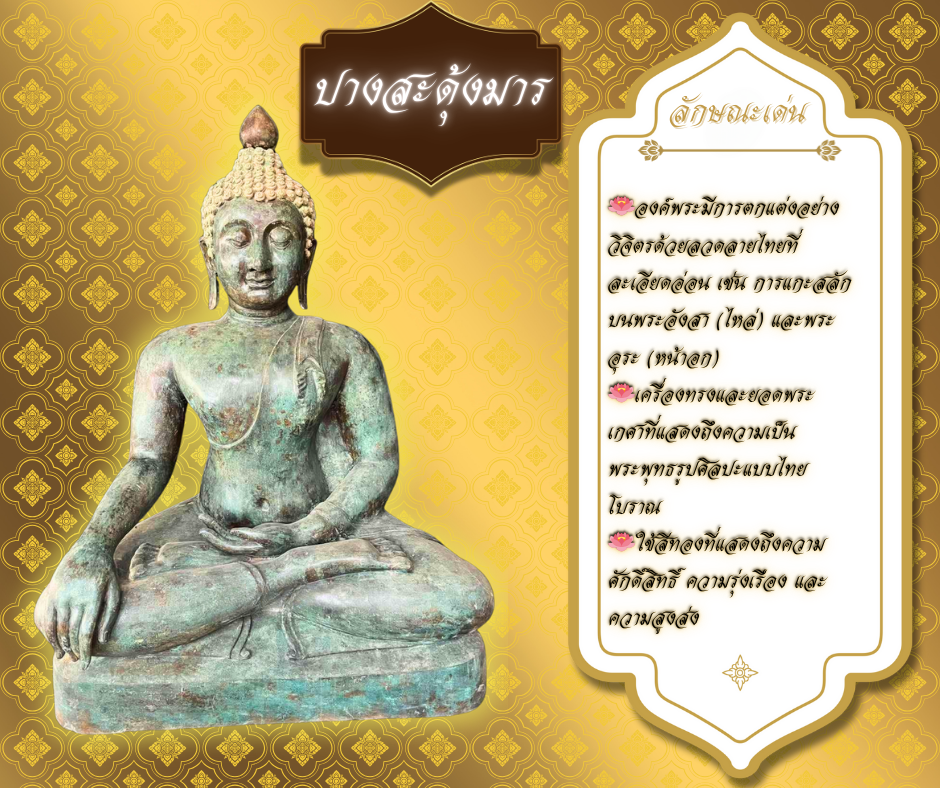 ปางสะดุ้งมาร
ลักษณะเด่น
องค์พระมีการตกแต่งอย่าง
วิจิตรด้วยลวดลายไทยที่
ละเอียดอ่อน เช่น การแกะสลัก
บนพระอังสา (ไหล่) และพระ
อุระ (หน้าอก)
เครื่องทรงและยอดพระ
เกศาที่แสดงถึงความเป็น
พระพุทธรูปศิลปะแบบไทย
โบราณ
ใช้สีทองที่แสดงถึงความ
ศักดิ์สิทธิ์ ความรุ่งเรือง และ
ความสูงส่ง